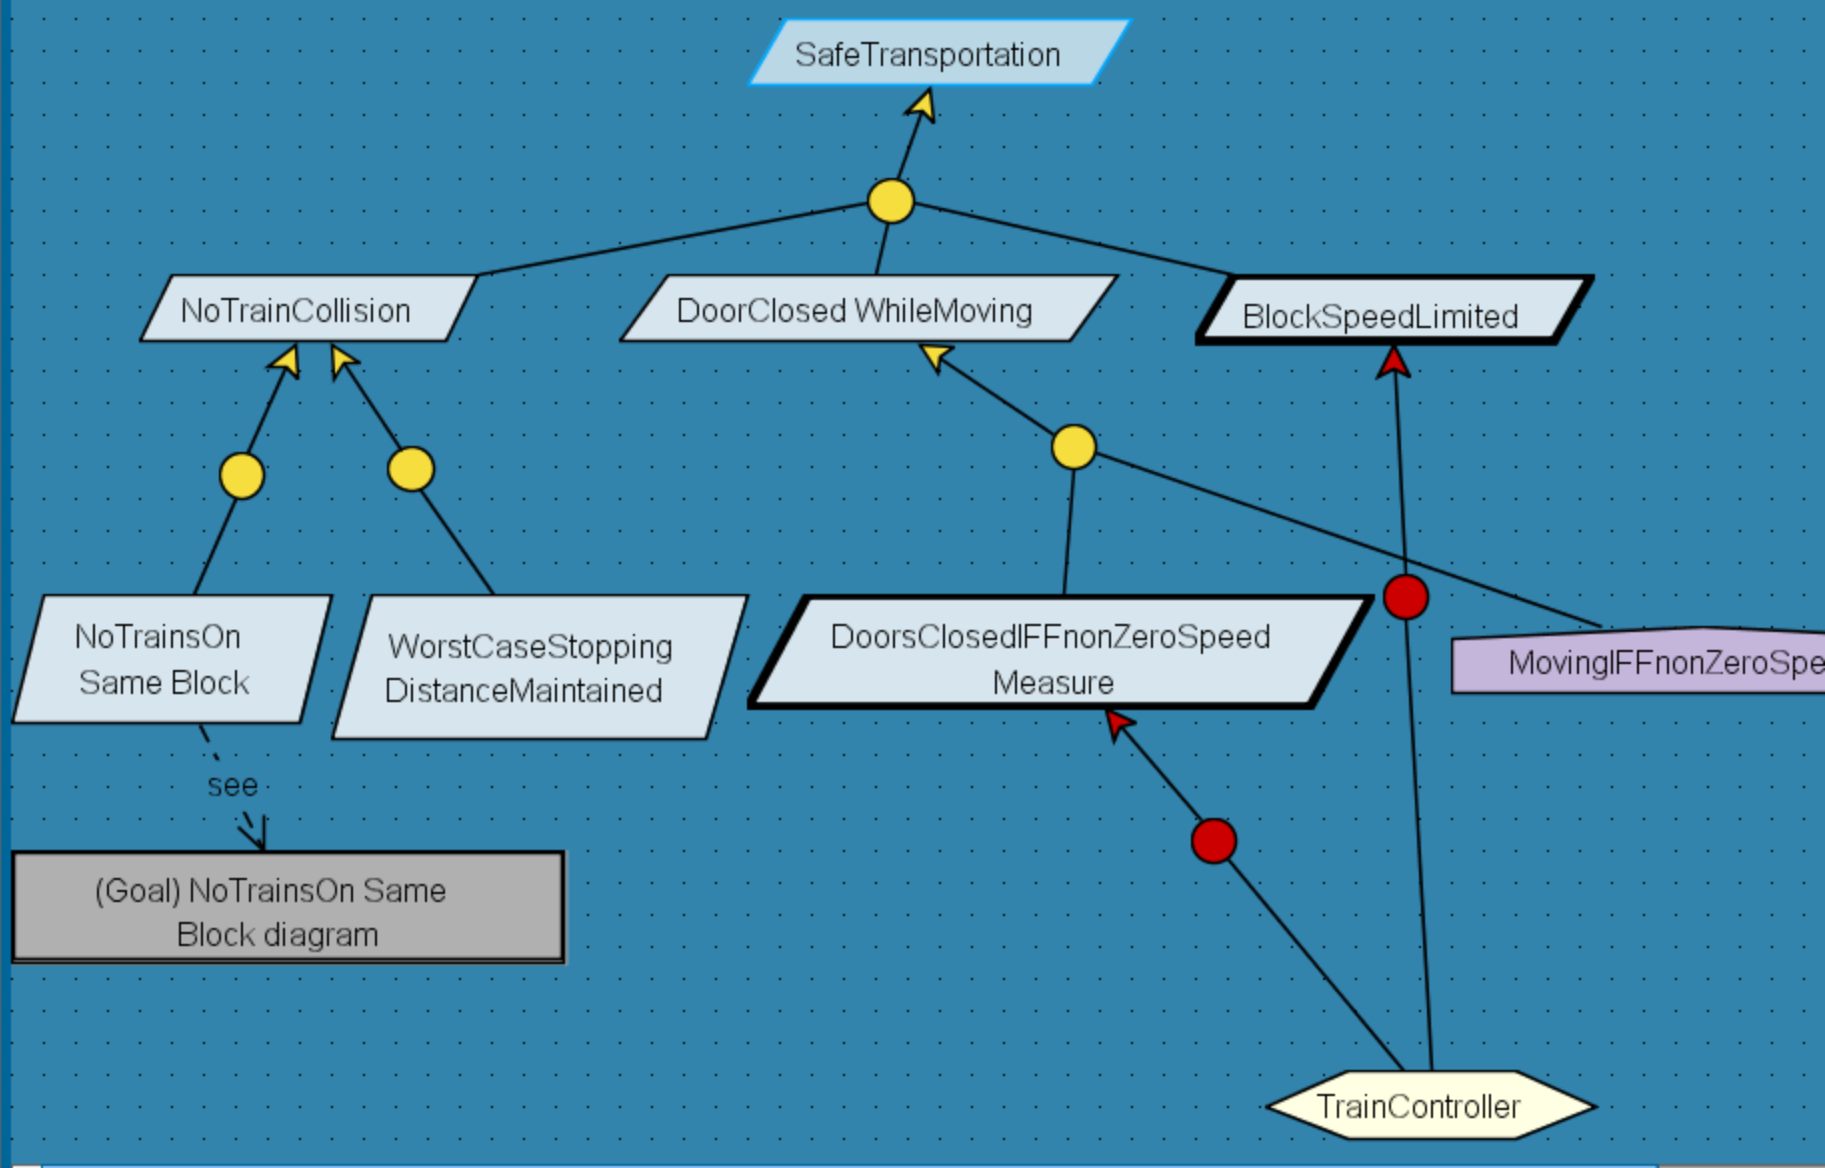 SafeTransportation
NoTrainCollision
DoorClosed WhileMoving
BlockSpeedLimited
NoTrainsOn
Same Block
WorstCaseStopping
DistanceMaintained
DoorsClosedIFFnonZeroSpeed
Measure
MovingIFFnonZeroSpe
see
(Goal) NoTrainsOn Same
Block diagram
TrainController